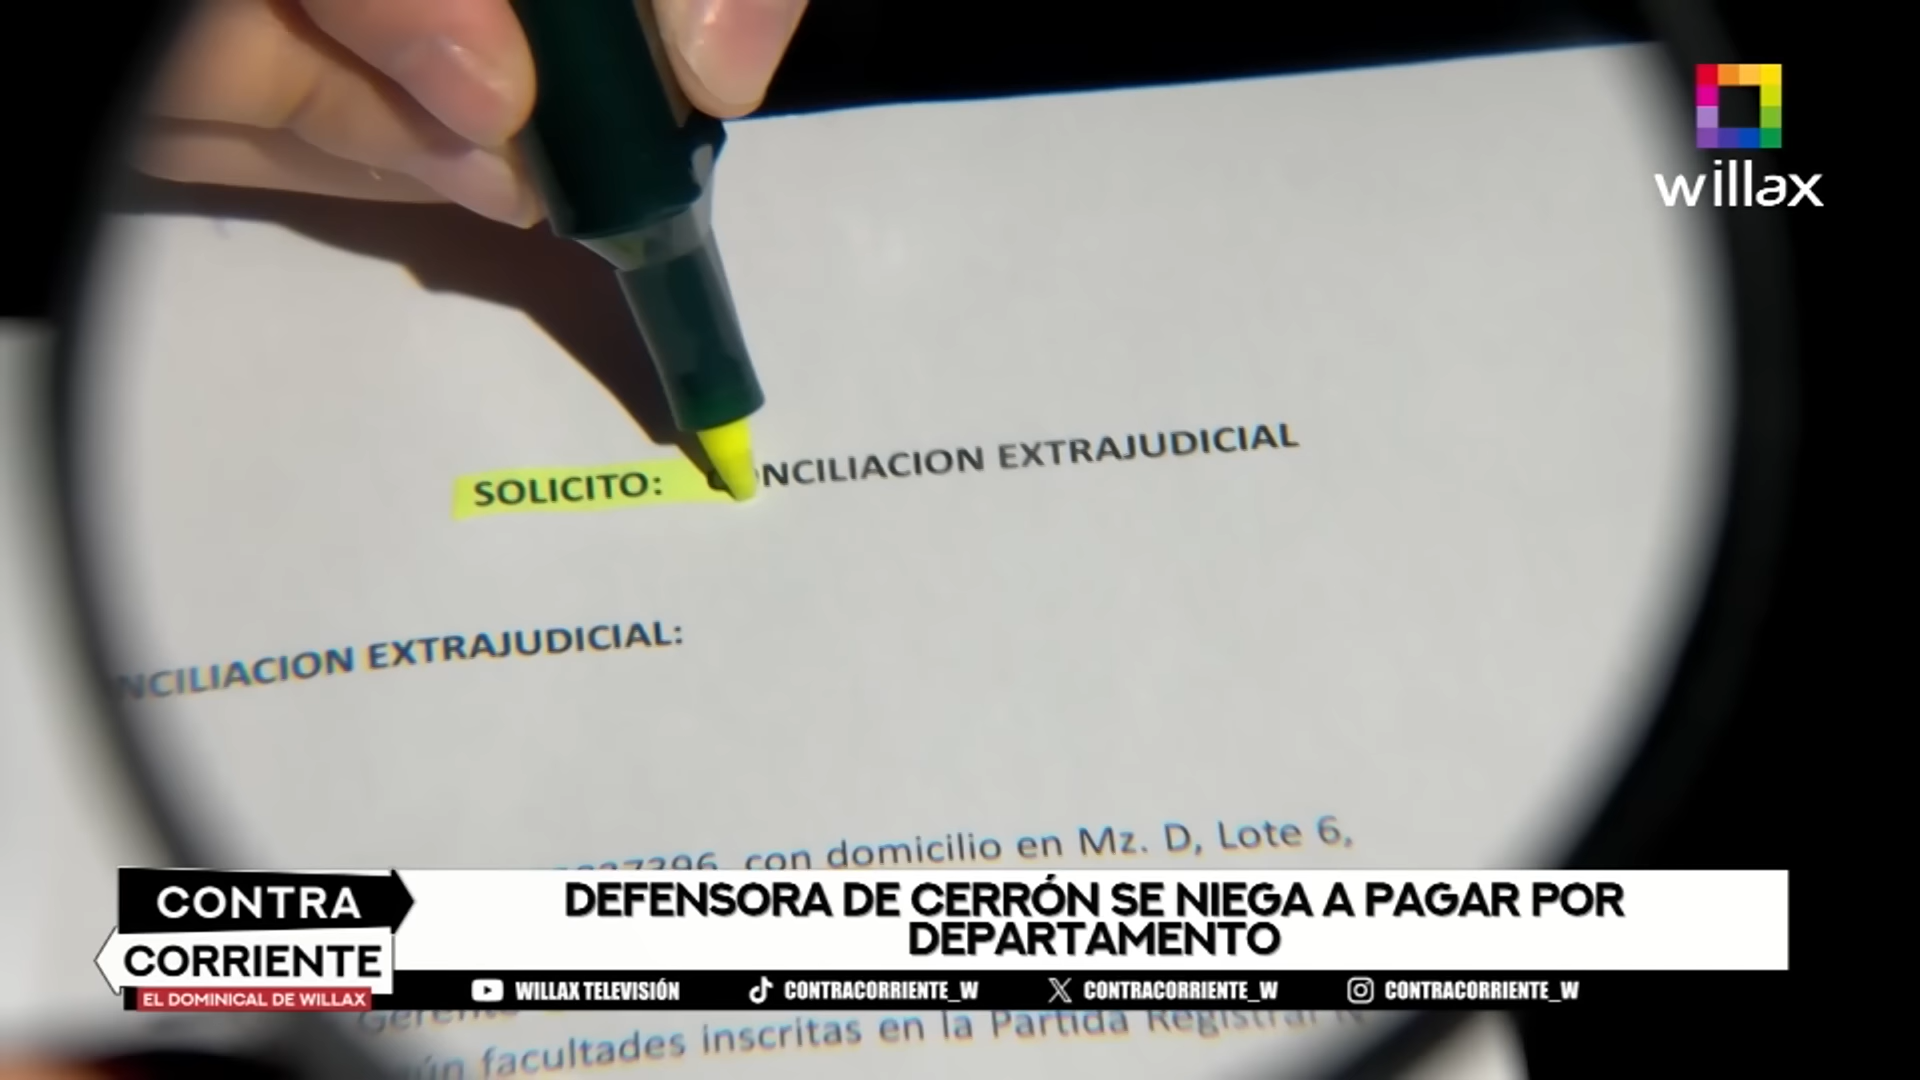 willax
SOLICITO: CONCILIACION EXTRAJUDICIAL
NCILIACION EXTRAJUDICIAL:
con domicilio en Mz. D, Lote 6,
CONTRA
CORRIENTE
EL DOMINICAL DE WILLAX
DEFENSORA DE CERRÓN SE NIEGA A PAGAR POR
DEPARTAMENTO
WILLAX TELEVISIÓN CONTRACORRIENTE_W CONTRACORRIENTE_W CONTRACORRIENTE_W
facultades inscritas en la Partida Registral